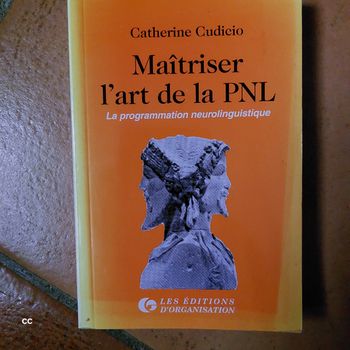 Catherine Cudicio
Maîtriser
l'art de la PNL
La programmation neurolinguistique
LES ÉDITIONS
D'ORGANISATION
cc